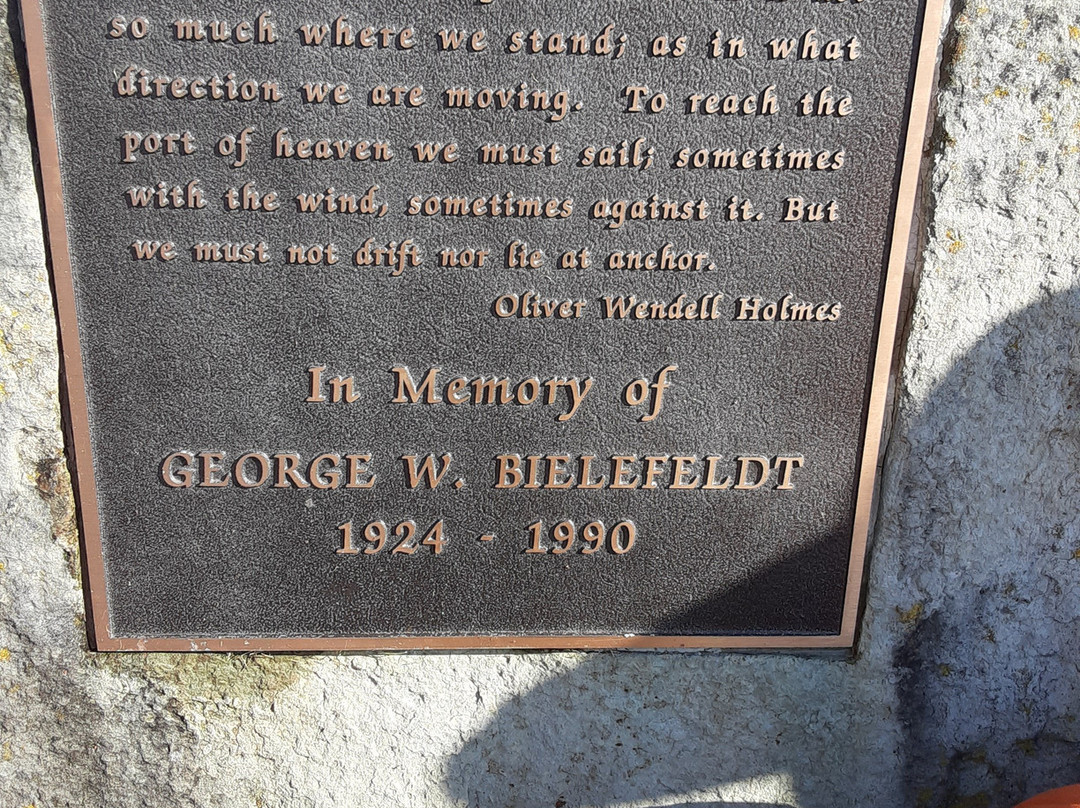 so much where we stand; as in what
direction we are moving. To reach the
port of heaven we must sail; sometimes
with the wind, sometimes against it. But
we must not drift nor lie at anchor.
Oliver Wendell Holmes
In Memory of
GEORGE W. BIELEFELDT
1924 - 1990